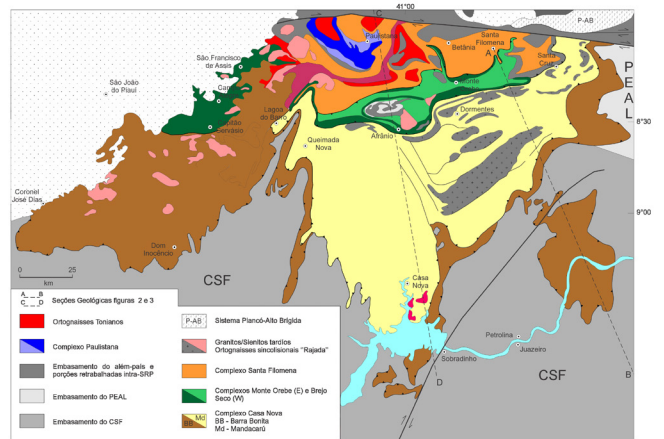 41°00
C
P-AB
Paulistana
Betânia
Santa
Filomena
A
Santa
Cruz
São Francisco
de Assis
São João
do Piauí
Capitão
Gervásio
Lagoa
do Barro
Monte
Dormentes
PEAL
8°30
Queimada
Nova
Afrânio
Coronel
José Dias
9°00
Dom
Inocêncio
CSF
Casa
Nova
0 25
km
Petrolina
Juazeiro
Sobradinho
D
CSF
B
A B
C D
Seções Geológicas figuras 2 e 3
Ortognaisses Tonianos
Complexo Paulistana
Embasamento do além-país e
porções retrabalhadas intra-SRP
Embasamento do PEAL
Embasamento do CSF
P-AB
Sistema Piancó-Alto Brígida
Granitos/Sienitos tardios
Ortognaisses sincolisionais "Rajada"
Complexo Santa Filomena
Complexos Monte Orebe (E) e Brejo
Seco (W)
BB
Md
Complexo Casa Nova
BB - Barra Bonita
Md - Mandacarú